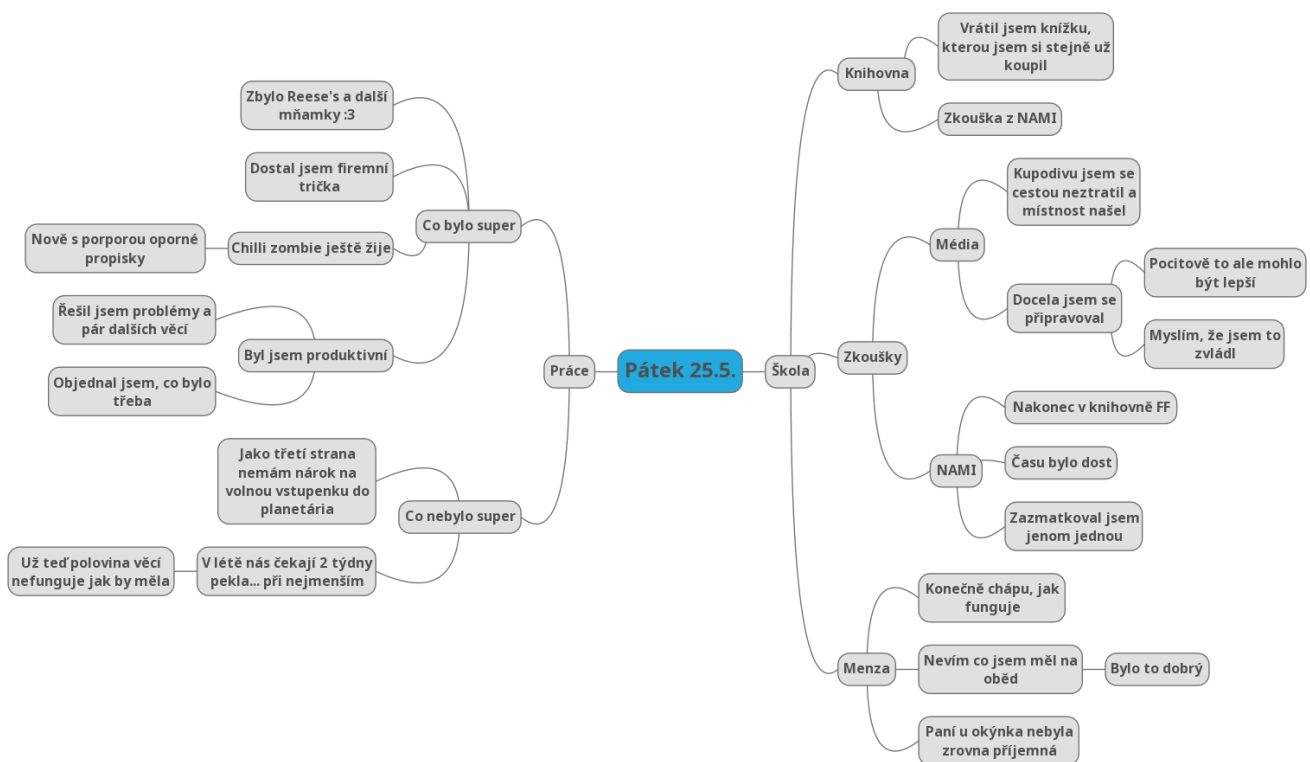 Pátek 25.5.
Práce
Co bylo super
Zbylo Reese's a další
mňamky :3
Dostal jsem firemní
trička
Chilli zombie ještě žije
Nově s porporou oporné
propisky
Byl jsem produktivní
Řešil jsem problémy a
pár dalších věcí
Objednal jsem, co bylo
třeba
Co nebylo super
Jako třetí strana
nemám nárok na
volnou vstupenku do
planetária
V létě nás čekají 2 týdny
pekla... při nejmenším
Už teď polovina věcí
nefunguje jak by měla
Škola
Knihovna
Vrátil jsem knížku,
kterou jsem si stejně už
koupil
Zkouška z NAMI
Zkoušky
Média
Kupodivu jsem se
cestou neztratil a
místnost našel
Docela jsem se
připravoval
Pocitově to ale mohlo
být lepší
Myslím, že jsem to
zvládl
NAMI
Nakonec v knihovně FF
Času bylo dost
Zazmatkoval jsem
jenom jednou
Menza
Konečně chápu, jak
funguje
Nevím co jsem měl na
oběd
Bylo to dobrý
Paní u okýnka nebyla
zrovna příjemná